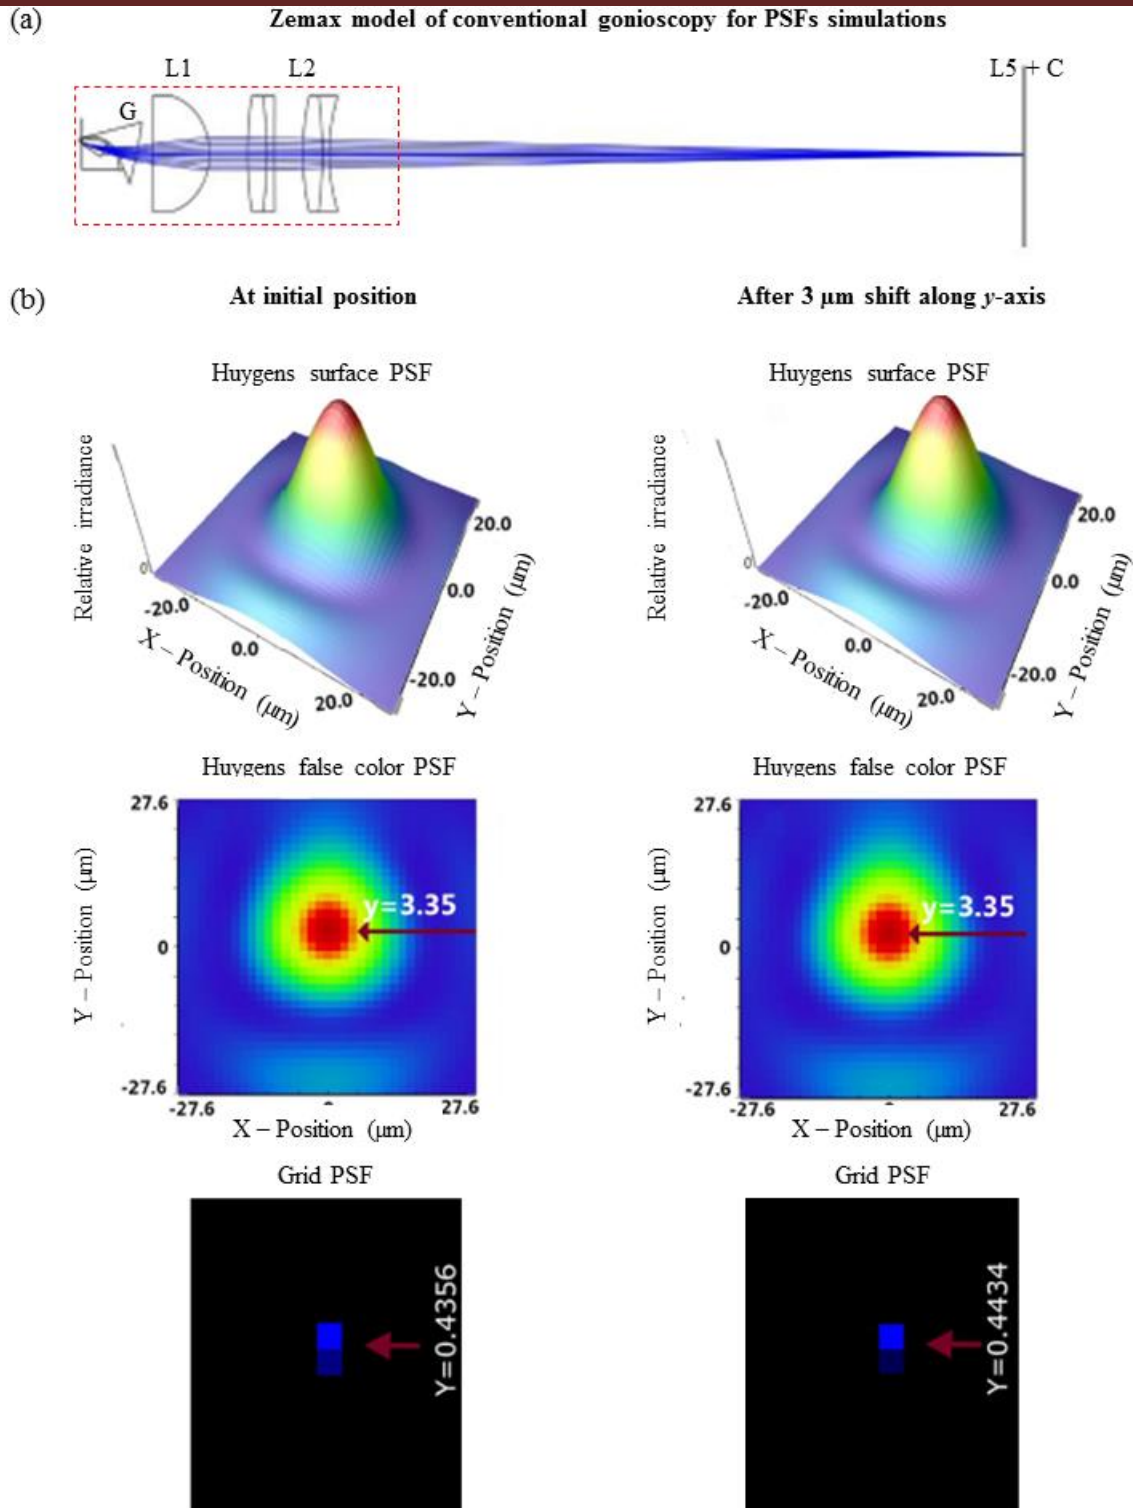 (a)
Zemax model of conventional gonioscopy for PSFs simulations
L1
L2
L5 + C
G
(b)
At initial position
After 3 µm shift along y-axis
Huygens surface PSF
Huygens surface PSF
Relative irradiance
0
-20.0
0.0
20.0
X – Position (µm)
20.0
0.0
-20.0
Y – Position (µm)
Relative irradiance
0
-20.0
0.0
20.0
X – Position (µm)
20.0
0.0
-20.0
Y – Position (µm)
Huygens false color PSF
Huygens false color PSF
27.6
0
-27.6
Y – Position (µm)
y=3.35
-27.6
27.6
X – Position (µm)
27.6
0
-27.6
Y – Position (µm)
y=3.35
-27.6
27.6
X – Position (µm)
Grid PSF
Grid PSF
Y=0.4356
Y=0.4434